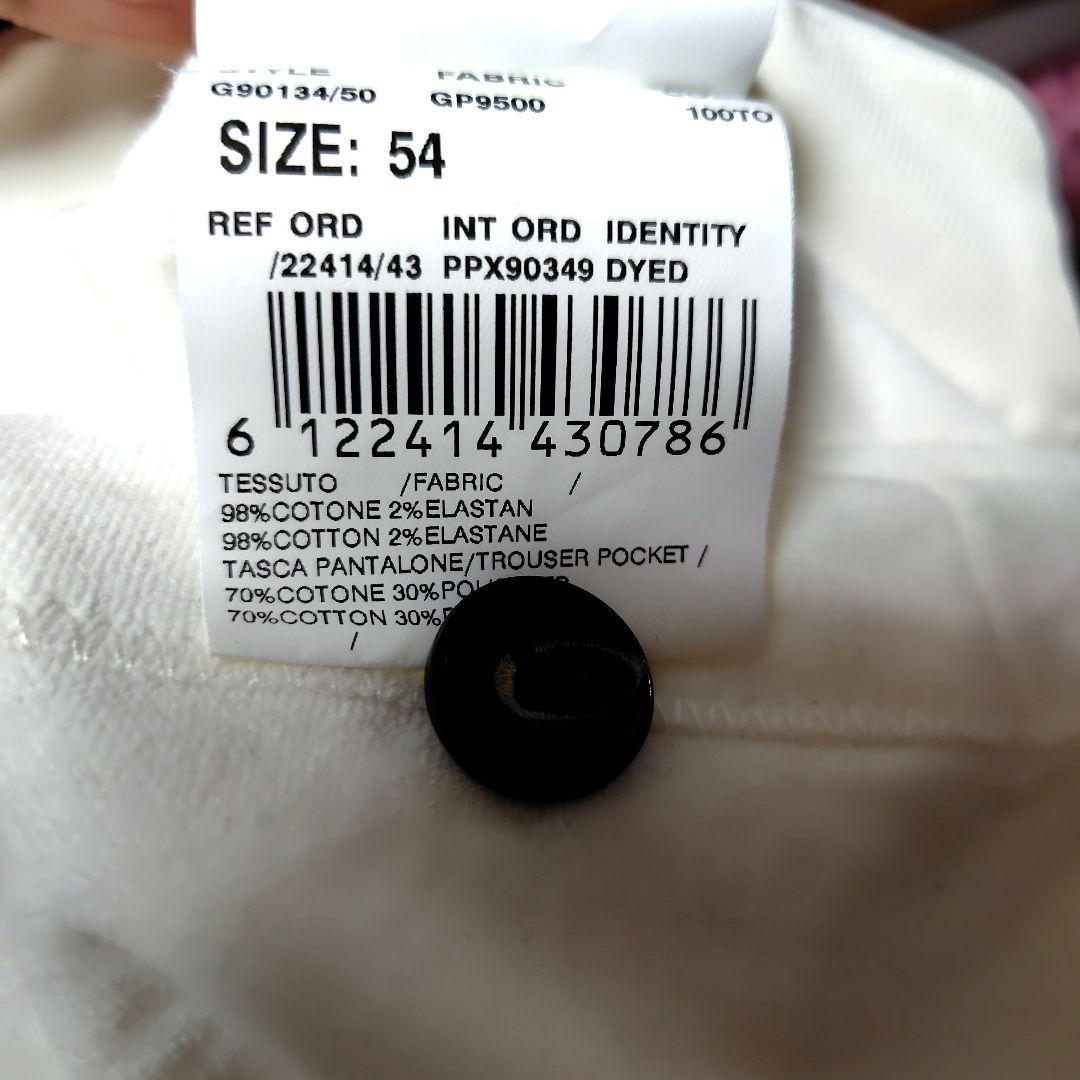 STYLE FABRIC
G90134/50 GP9500 100TO
SIZE: 54
REF ORD INT ORD IDENTITY
/22414/43 PPX90349 DYED
6 122414 430786
TESSUTO /FABRIC /
98%COTONE 2%ELASTAN
98%COTTON 2%ELASTANE
TASCA PANTALONE/TROUSER POCKET /
70%COTONE 30%
70%COTTON 30%
/